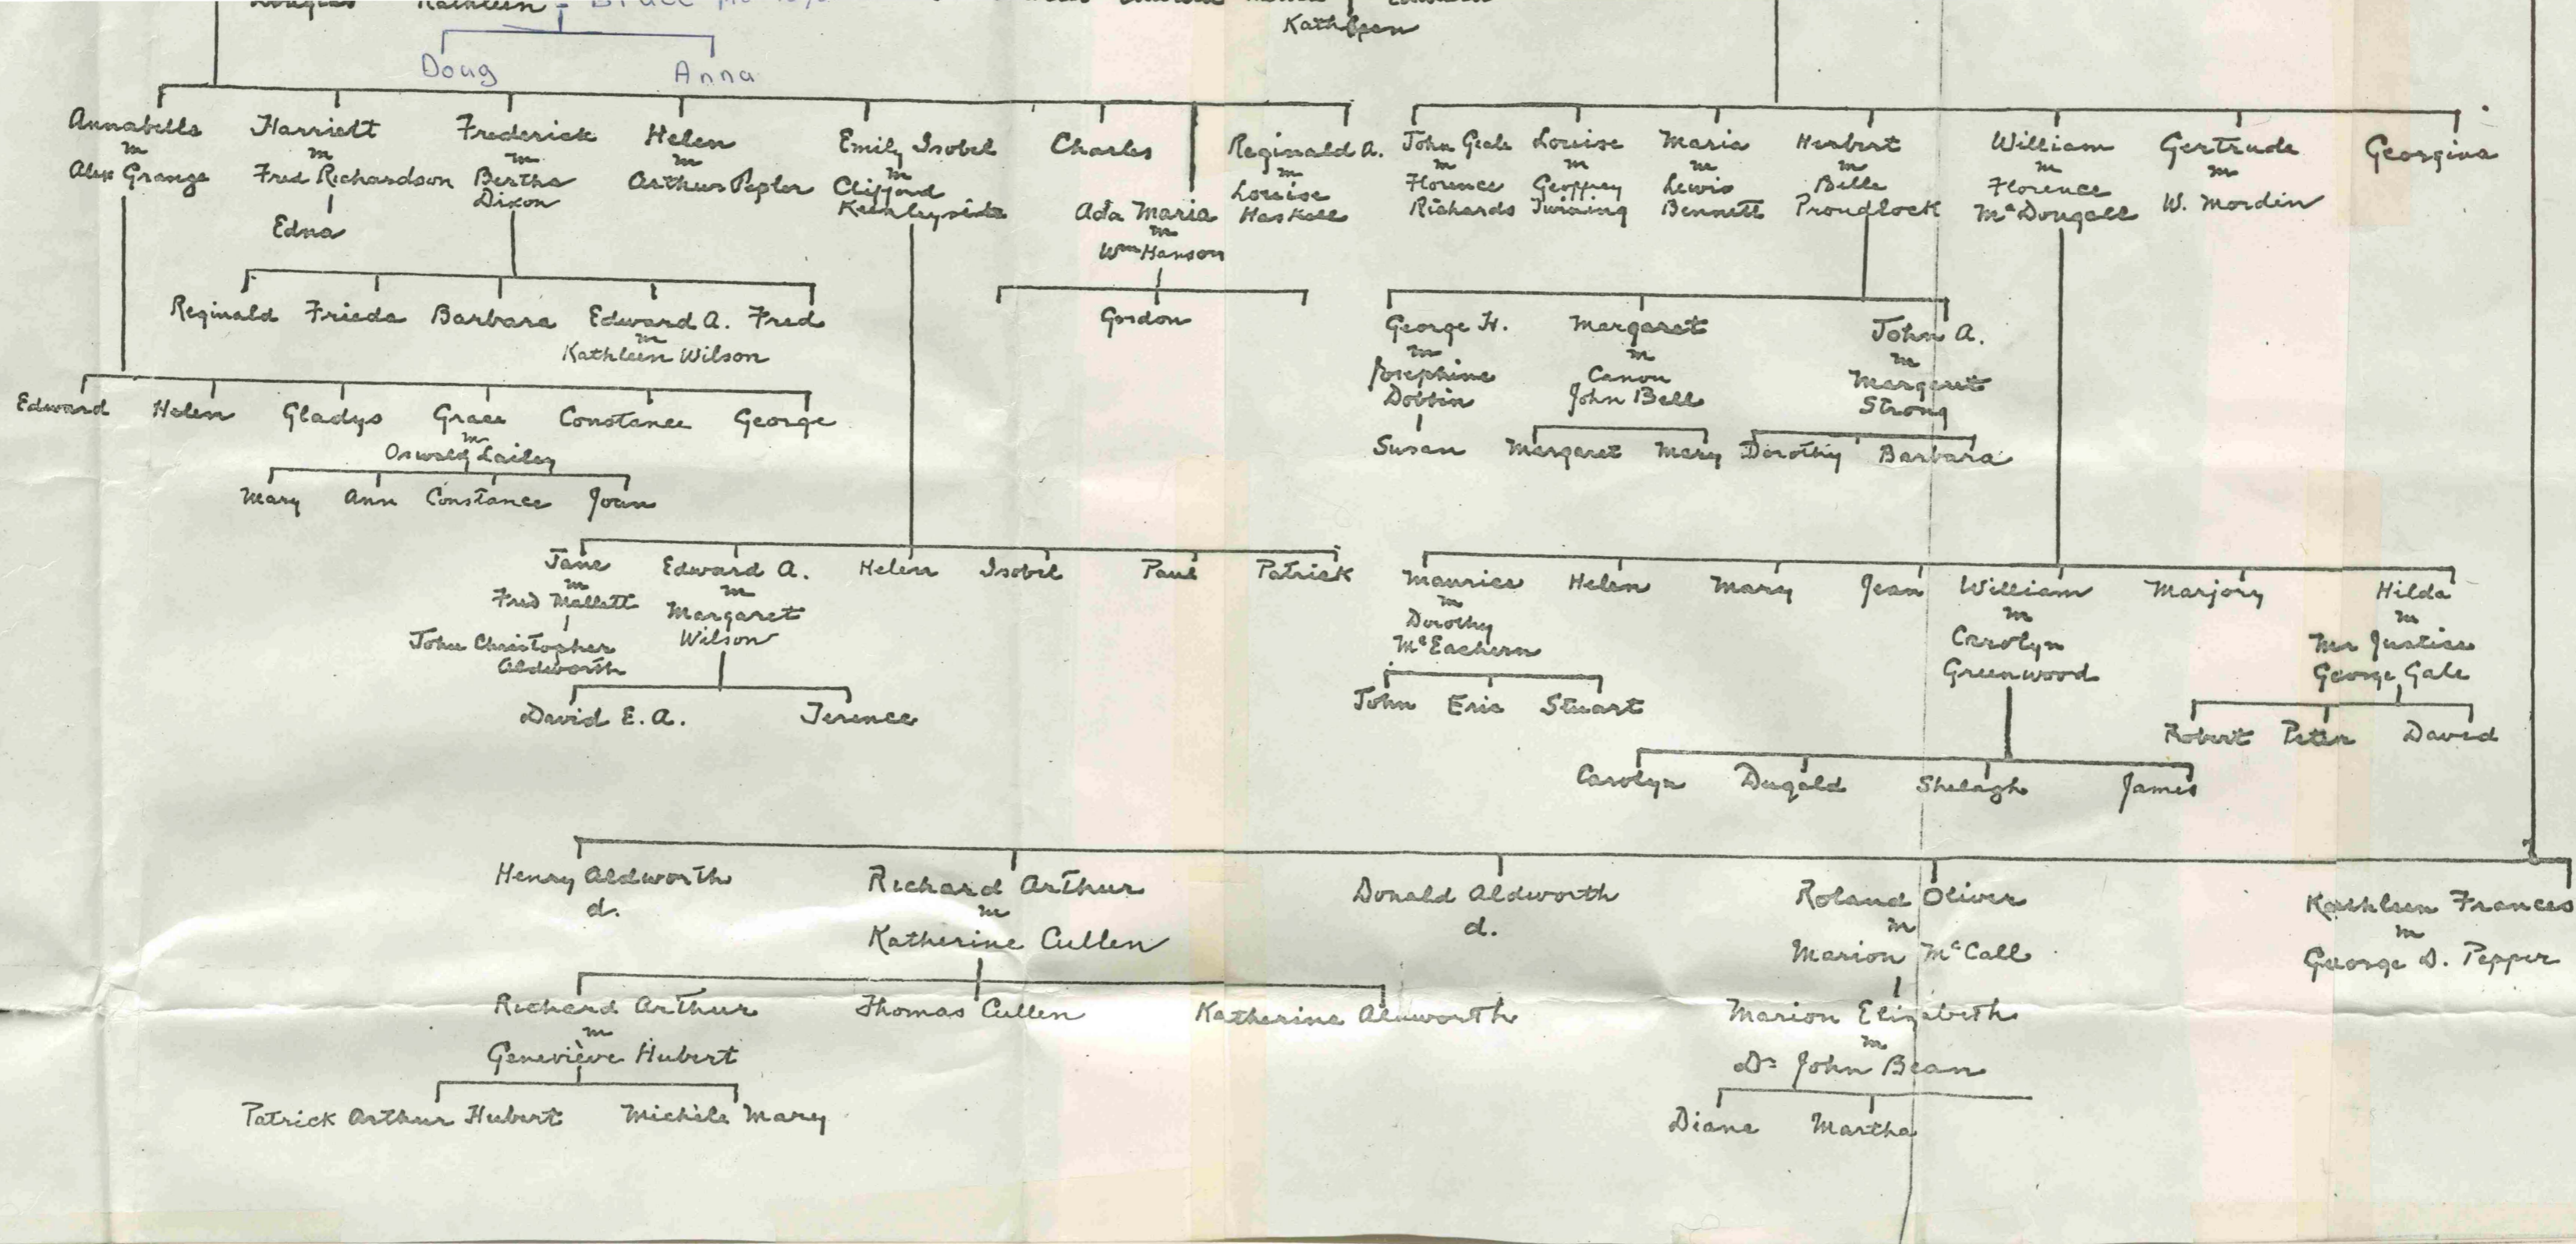 Doug Anna
Kathleen
Annabelle Harriett Frederick Helen Emily Isobel Charles Reginald A. John Geale Louise Maria Herbert William Gertrude Georgina
m m m m m m m m m m m m
Alex Grange Fred Richardson Bertha Arthur Pepler Clifford Louise Florence Geoffrey Lewis Belle Florence W. Mordin
Dixon Keenleyside Ada Maria Haskell Richards Twining Bennett Proudlock McDougall
Edna m
Wm Hanson
Reginald Frieda Barbara Edward A. Fred Gordon George H. Margaret John A.
m m m m
Kathleen Wilson Josephine Canon Margaret
Dobbin John Bell Strong
Edward Helen Gladys Grace Constance George
m Susan Margaret Mary Dorothy Barbara
Oswald Lailey
Mary Ann Constance Joan
Jane Edward A. Helen Isobel Paul Patrick Maurice Helen Mary Jean William Marjory Hilda
m m m m m
Fred Mallett Margaret Dorothy Carolyn Mr Justice
John Christopher Wilson McEachern Greenwood George Gale
Aldworth
David E. A. Terence John Eric Stuart Robert Peter David
Carolyn Dugald Shelagh James
Henry Aldworth Richard Arthur Donald Aldworth Roland Oliver Kathleen Frances
d. m d. m m
Katherine Cullen Marion McCall George D. Pepper
Richard Arthur Thomas Cullen Katherine Aldworth Marion Elizabeth
m m
Geneviève Hubert Dr John Bean
Patrick Arthur Hubert Michèle Mary Diane Martha